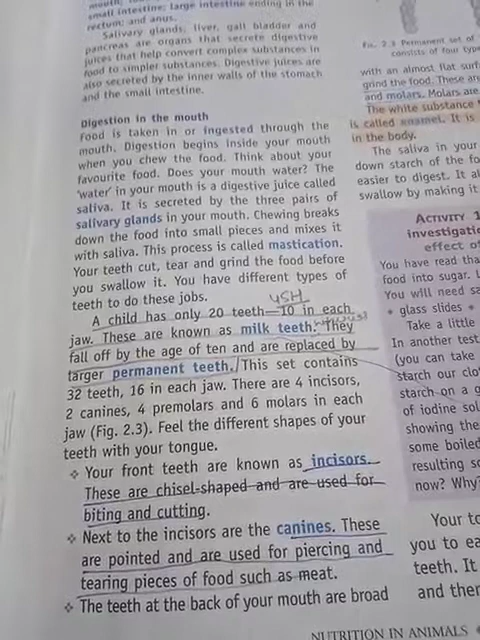 small intestine; large intestine ending in the
rectum; and anus.
Salivary glands, liver, gall bladder and
pancreas are organs that secrete digestive
juices that help convert complex substances in
food to simpler substances. Digestive juices are
also secreted by the inner walls of the stomach
and the small intestine.
Digestion in the mouth
Food is taken in or ingested through the
mouth. Digestion begins inside your mouth
when you chew the food. Think about your
favourite food. Does your mouth water? The
'water' in your mouth is a digestive juice called
saliva. It is secreted by the three pairs of
salivary glands in your mouth. Chewing breaks
down the food into small pieces and mixes it
with saliva. This process is called mastication.
Your teeth cut, tear and grind the food before
you swallow it. You have different types of
teeth to do these jobs.
A child has only 20 teeth—10 in each
jaw. These are known as milk teeth. They
fall off by the age of ten and are replaced by
larger permanent teeth. This set contains
32 teeth, 16 in each jaw. There are 4 incisors,
2 canines, 4 premolars and 6 molars in each
jaw (Fig. 2.3). Feel the different shapes of your
teeth with your tongue.
❖ Your front teeth are known as incisors.
These are chisel-shaped and are used for
biting and cutting.
❖ Next to the incisors are the canines. These
are pointed and are used for piercing and
tearing pieces of food such as meat.
❖ The teeth at the back of your mouth are broad
Fig. 2.3 Permanent set of
consists of four type
with an almost flat surf
grind the food. These are
and molars. Molars are
The white substance
is called enamel. It is
in the body.
The saliva in your
down starch of the fo
easier to digest. It al
swallow by making it
ACTIVITY 1
investigati
effect of
You have read tha
food into sugar. L
You will need sa
• glass slides •
Take a little
In another test
(you can take
starch our clo
starch on a g
of iodine sol
showing the
some boiled
resulting so
now? Why?
Your to
you to ea
teeth. It
and then
NUTRITION IN ANIMALS